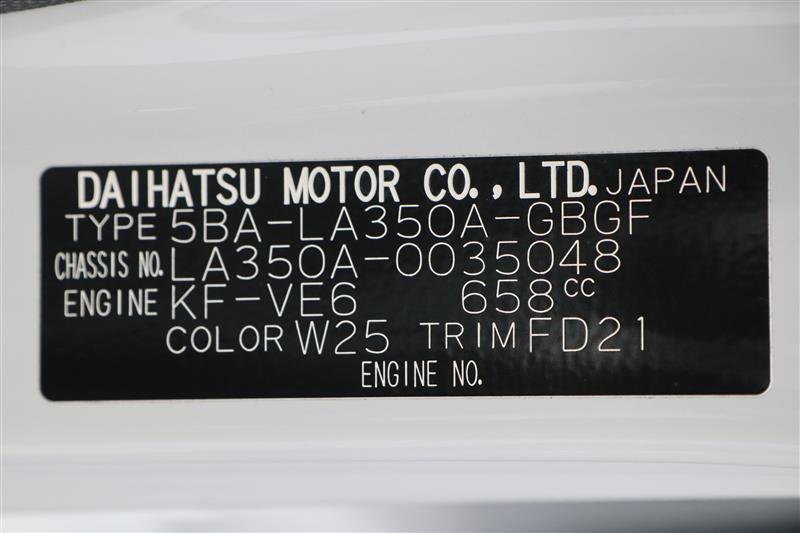 DAIHATSU MOTOR CO., LTD. JAPAN
TYPE 5BA-LA350A-GBGF
CHASSIS NO. LA350A-0035048
ENGINE KF-VE6 658cc
COLOR W25 TRIM FD21
ENGINE NO.